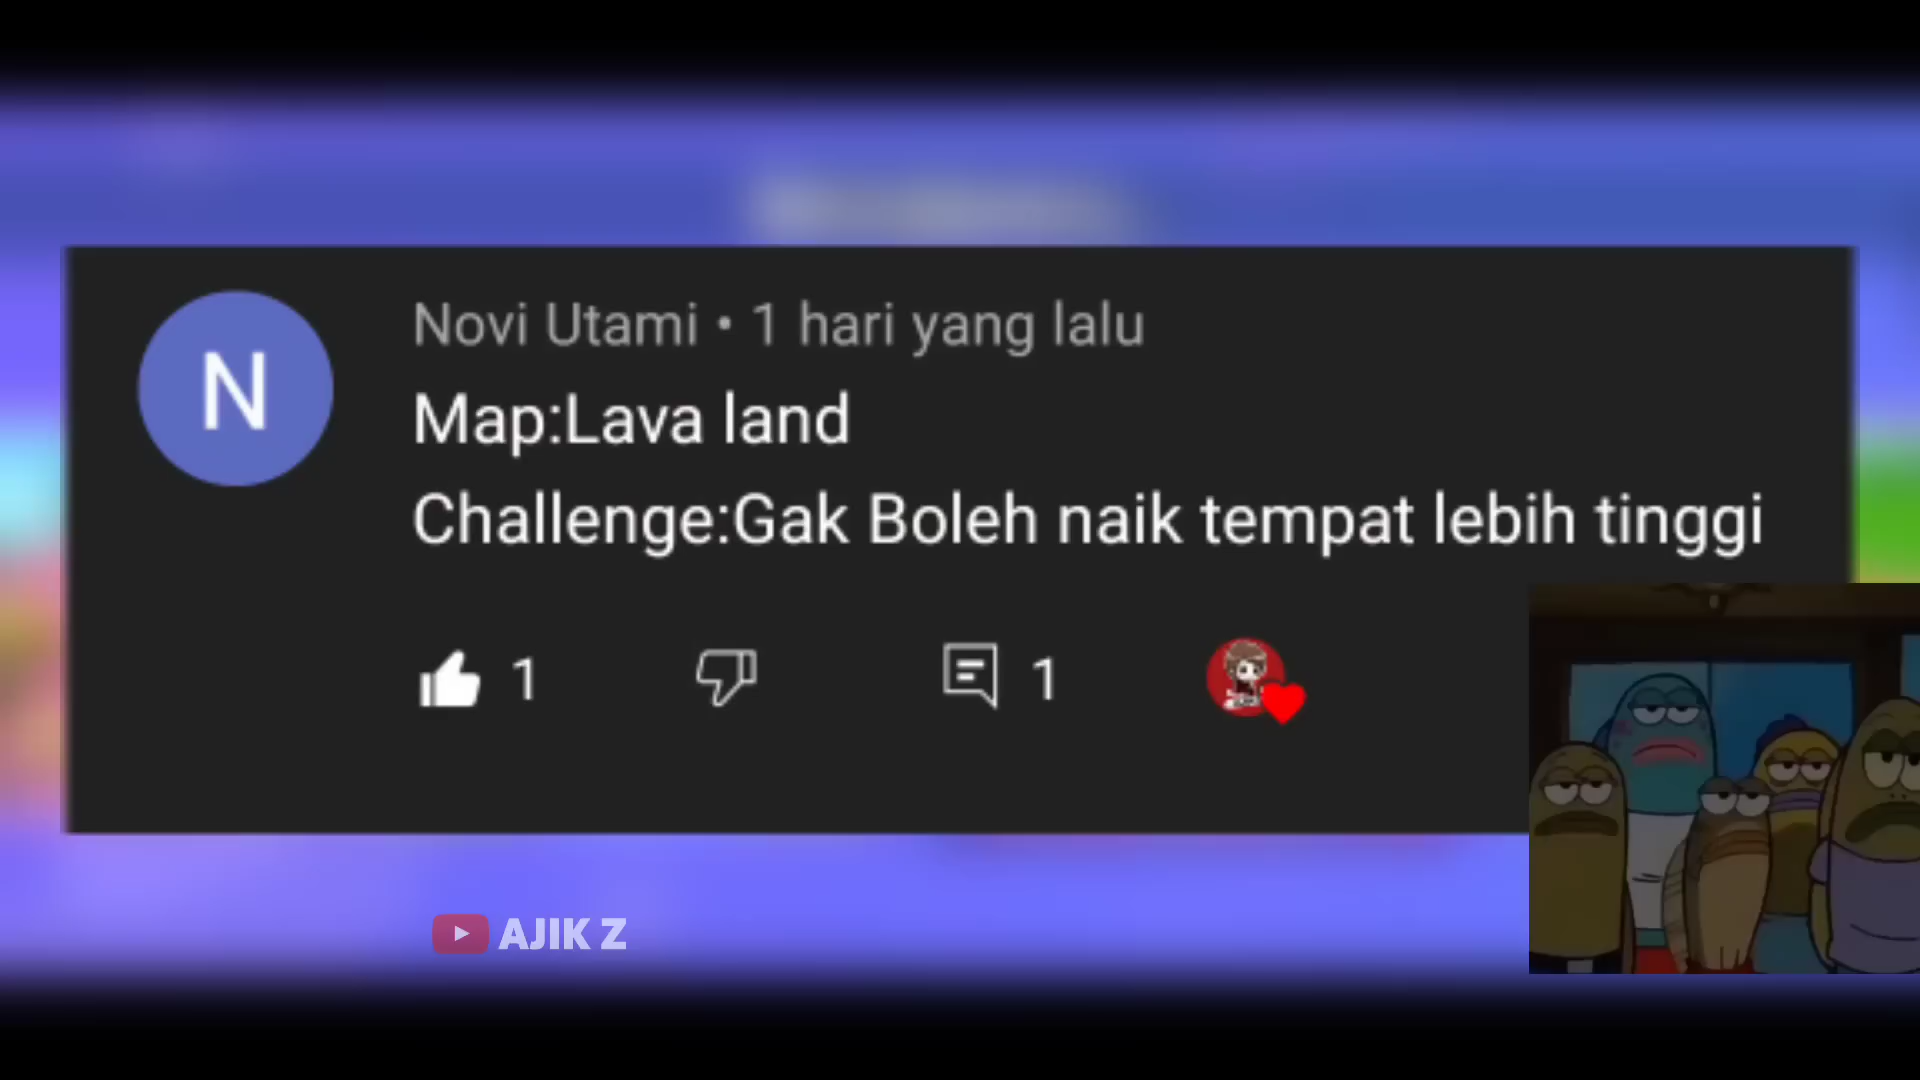 N
Novi Utami • 1 hari yang lalu
Map:Lava land
Challenge:Gak Boleh naik tempat lebih tinggi
1
1
AJIK Z